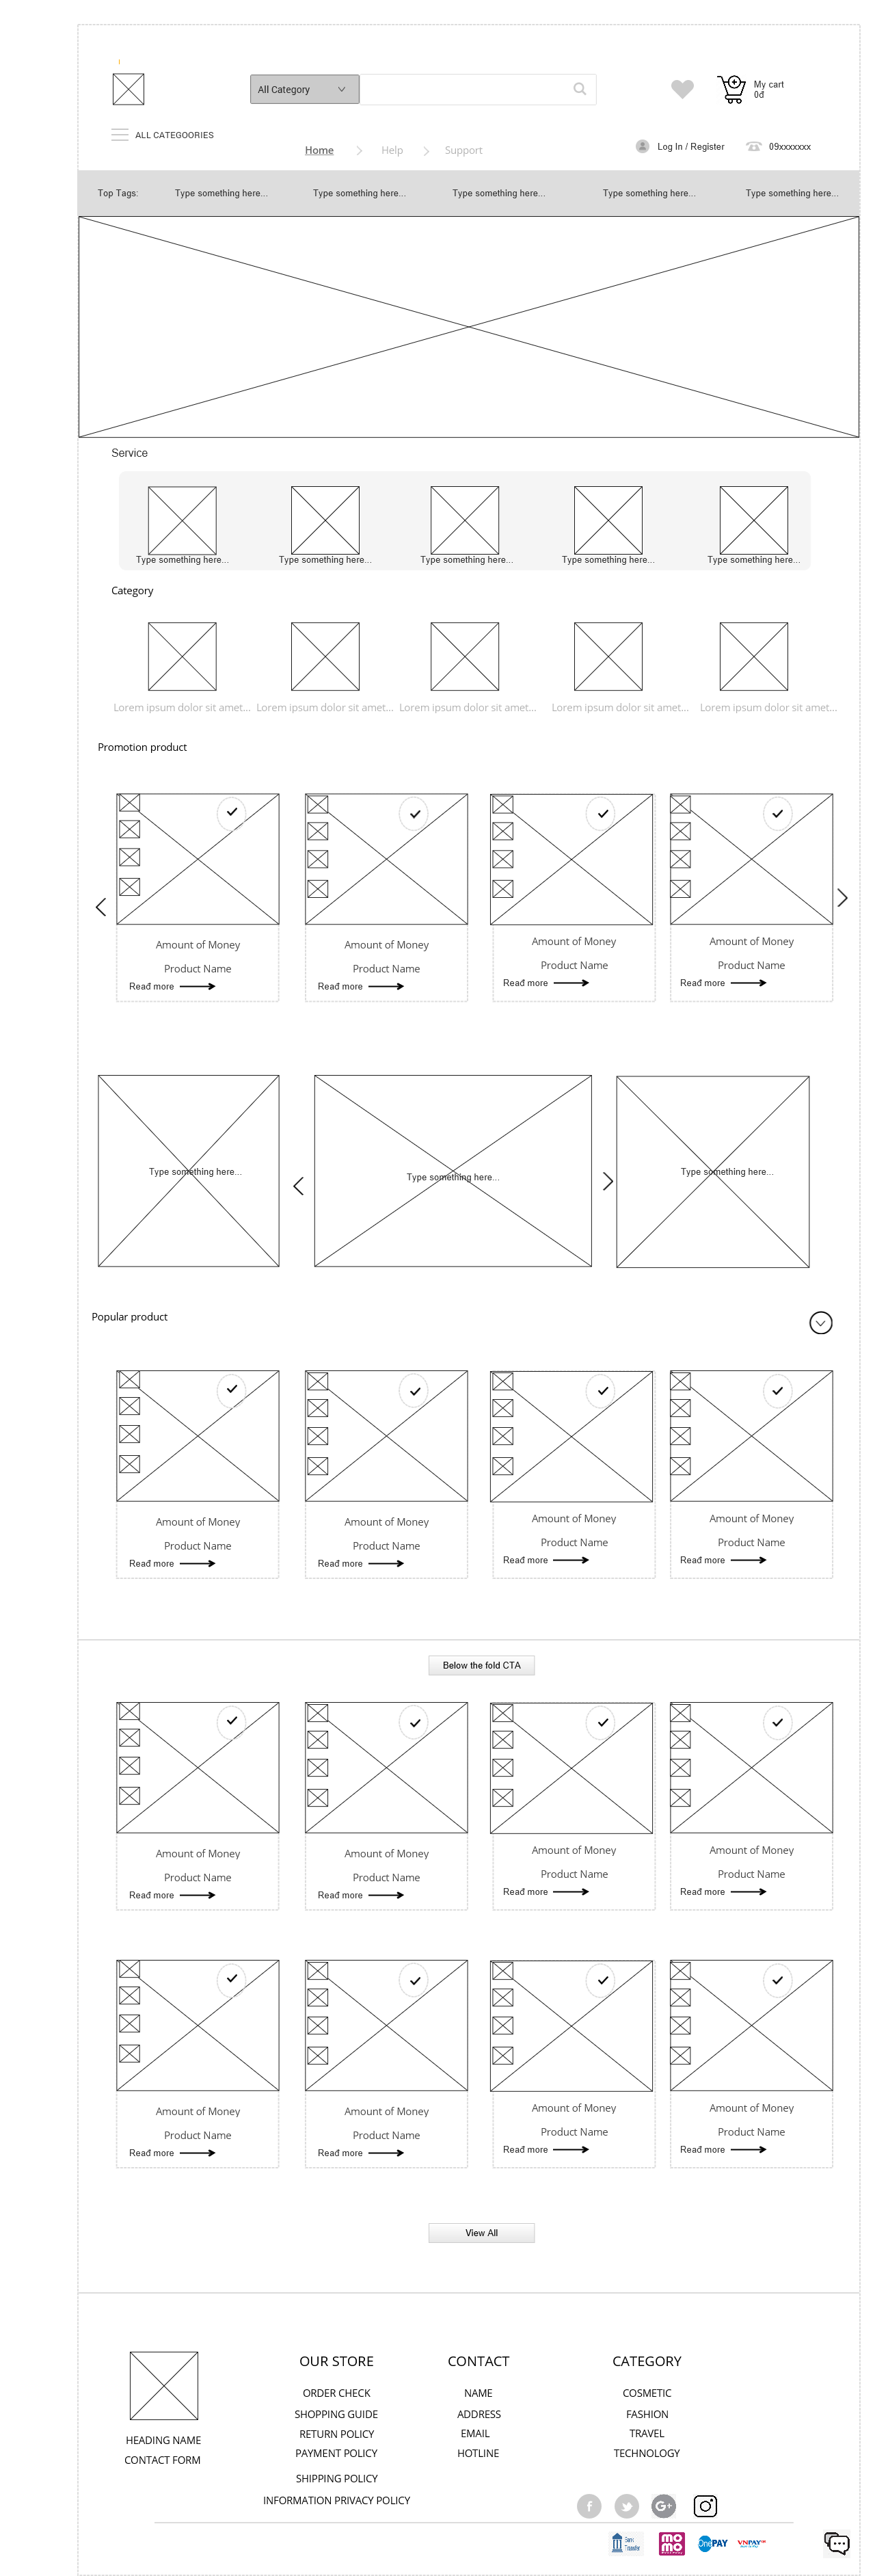 All Category
My cart
0đ
ALL CATEGOORIES
Home
Help
Support
Log In / Register
09xxxxxxx
Top Tags:
Type something here...
Type something here...
Type something here...
Type something here...
Type something here...
Service
Type something here...
Type something here...
Type something here...
Type something here...
Type something here...
Category
Lorem ipsum dolor sit amet...
Lorem ipsum dolor sit amet...
Lorem ipsum dolor sit amet...
Lorem ipsum dolor sit amet...
Lorem ipsum dolor sit amet...
Promotion product
Amount of Money
Amount of Money
Amount of Money
Amount of Money
Product Name
Product Name
Product Name
Product Name
Read more
Read more
Read more
Read more
Type something here...
Type something here...
Type something here...
Popular product
Amount of Money
Amount of Money
Amount of Money
Amount of Money
Product Name
Product Name
Product Name
Product Name
Read more
Read more
Read more
Read more
Below the fold CTA
Amount of Money
Amount of Money
Amount of Money
Amount of Money
Product Name
Product Name
Product Name
Product Name
Read more
Read more
Read more
Read more
Amount of Money
Amount of Money
Amount of Money
Amount of Money
Product Name
Product Name
Product Name
Product Name
Read more
Read more
Read more
Read more
View All
HEADING NAME
CONTACT FORM
OUR STORE
ORDER CHECK
SHOPPING GUIDE
RETURN POLICY
PAYMENT POLICY
SHIPPING POLICY
INFORMATION PRIVACY POLICY
CONTACT
NAME
ADDRESS
EMAIL
HOTLINE
CATEGORY
COSMETIC
FASHION
TRAVEL
TECHNOLOGY
f
G+
Transfer
mo
mo
OnePAY
VNPAY